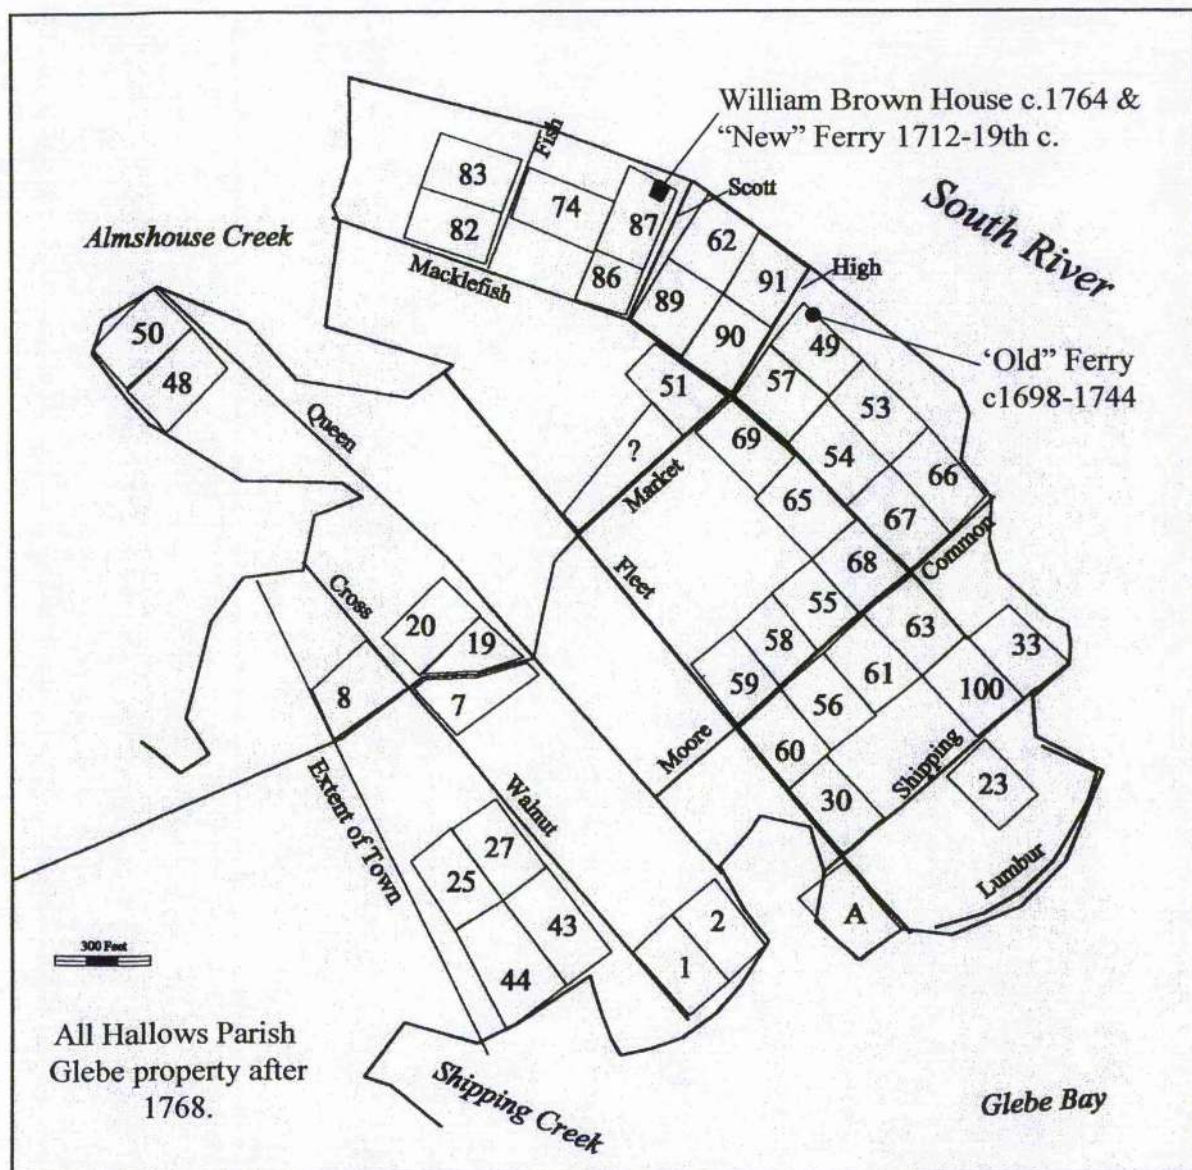 William Brown House c.1764 &
“New” Ferry 1712-19th c.
Fish
Scott
South River
83
74
87
62
82
Almshouse Creek
Macklefish
86
91
High
89
90
49
‘Old” Ferry
c1698-1744
50
48
51
57
53
Queen
?
69
54
66
Market
65
67
Fleet
68
Common
Cross
20
19
55
58
63
33
8
7
59
61
56
100
Moore
60
Shipping
23
30
Extent of Town
Walnut
27
25
Lumbur
A
43
2
300 Feet
44
1
All Hallows Parish
Glebe property after
1768.
Shipping Creek
Glebe Bay